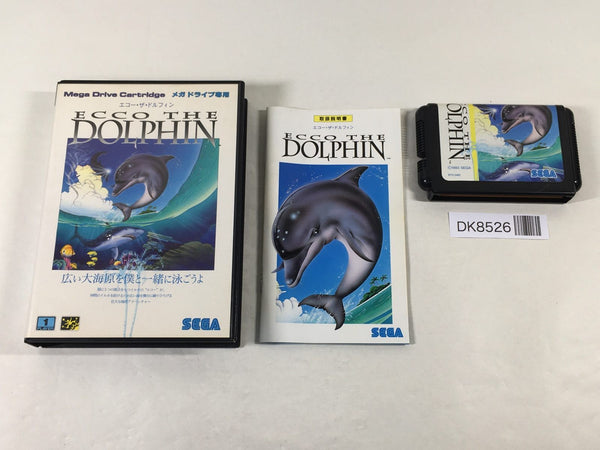 Mega Drive Cartridge メガドライブ専用
エコー・ザ・ドルフィン
ECCO THE
DOLPHIN
広い大海原を僕と一緒に泳ごうよ
1
SEGA
取扱説明書
ECCO THE
エコー・ザ・ドルフィン
DOLPHIN
SEGA
ECCO THE
DOLPHIN
SEGA
DK8526